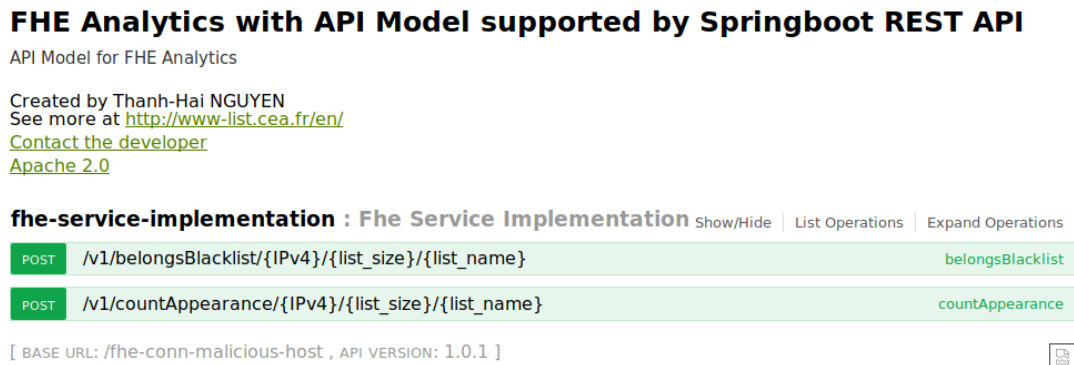 FHE Analytics with API Model supported by Springboot REST API
API Model for FHE Analytics
Created by Thanh-Hai NGUYEN
See more at http://www-list.cea.fr/en/
Contact the developer
Apache 2.0
fhe-service-implementation : Fhe Service Implementation Show/Hide List Operations Expand Operations
POST /v1/belongsBlacklist/{IPv4}/{list_size}/{list_name} belongsBlacklist
POST /v1/countAppearance/{IPv4}/{list_size}/{list_name} countAppearance
[ BASE URL: /fhe-conn-malicious-host , API VERSION: 1.0.1 ]